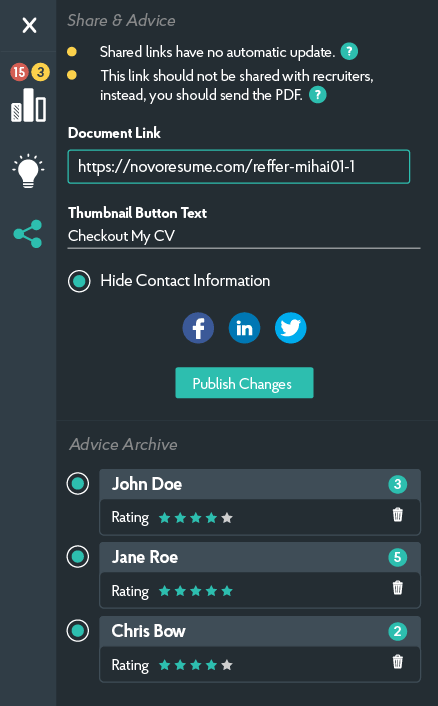 Share & Advice
15 3
Shared links have no automatic update. ?
This link should not be shared with recruiters,
instead, you should send the PDF. ?
Document Link
https://novoresume.com/reffer-mihai01-1
Thumbnail Button Text
Checkout My CV
Hide Contact Information
f in
Publish Changes
Advice Archive
John Doe 3
Rating
Jane Roe 5
Rating
Chris Bow 2
Rating